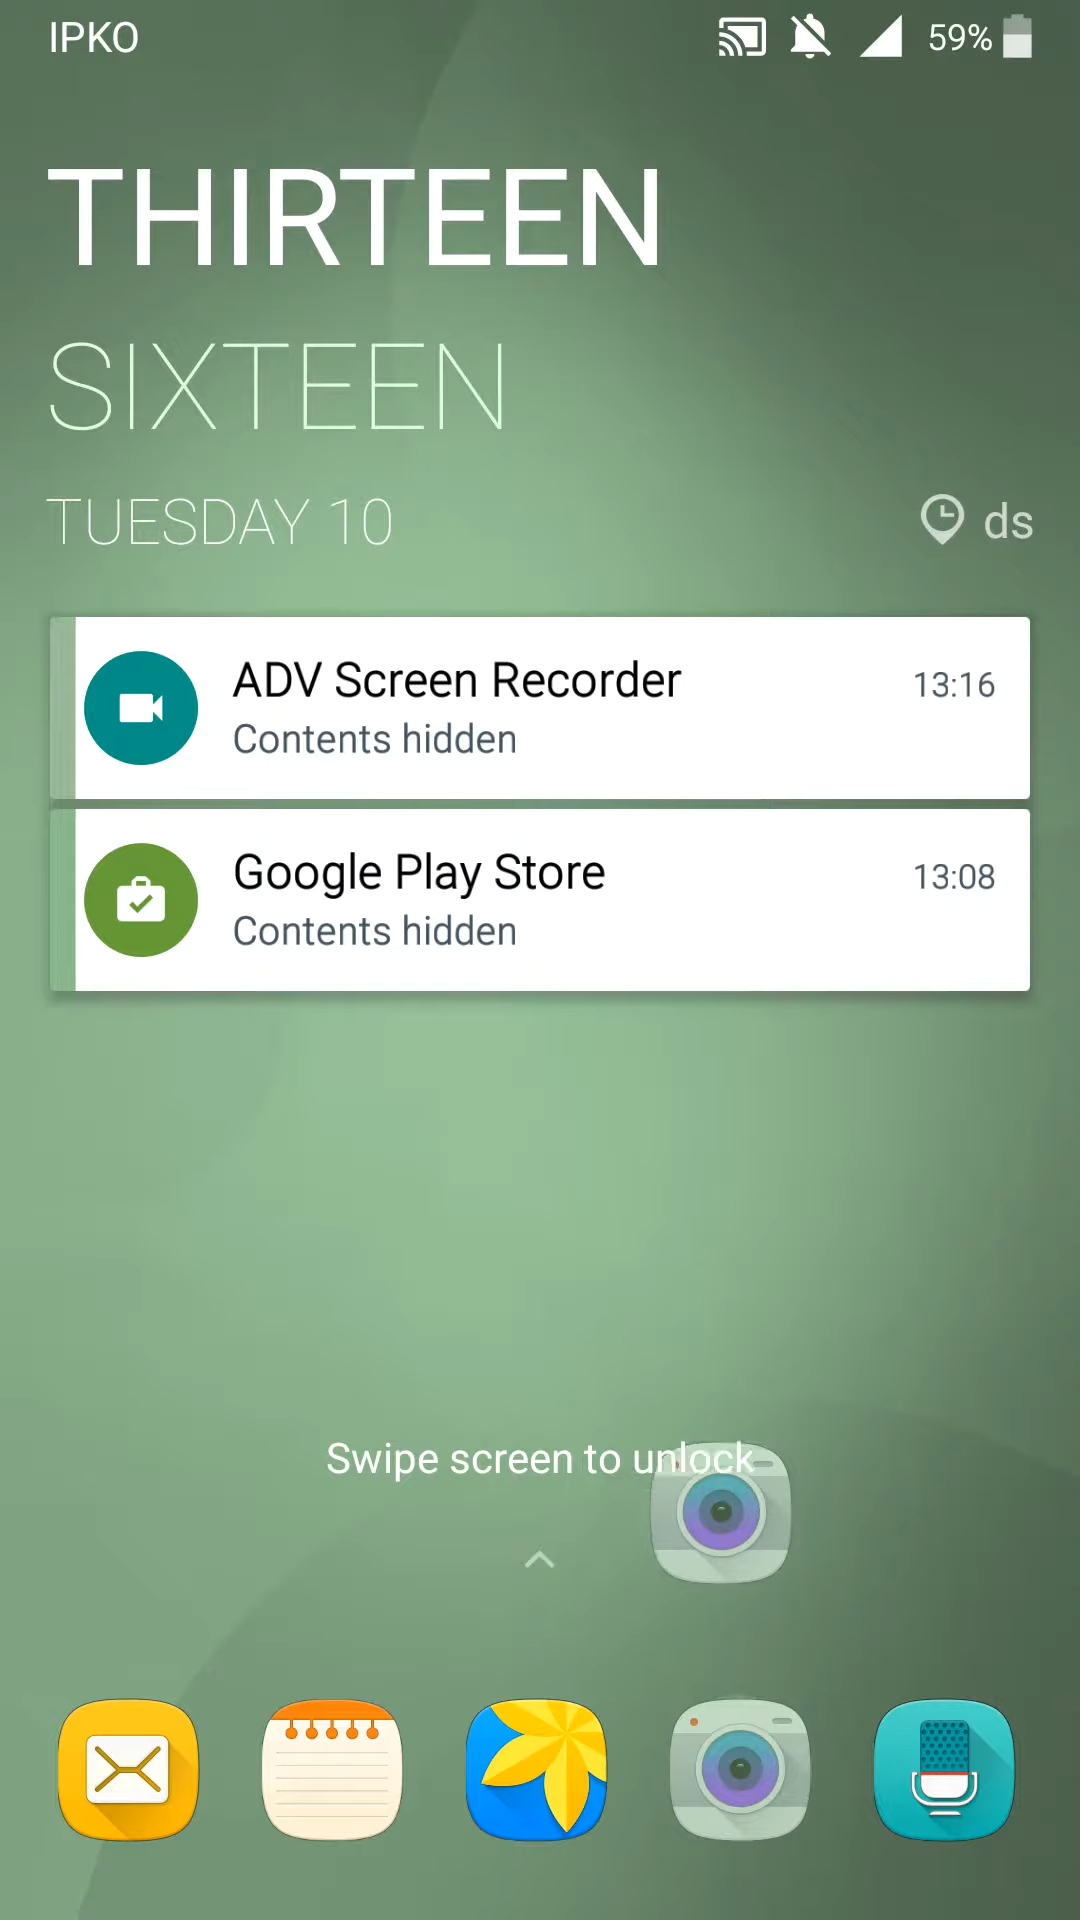 IPKO
59%
THIRTEEN
SIXTEEN
TUESDAY 10
ds
ADV Screen Recorder
13:16
Contents hidden
Google Play Store
13:08
Contents hidden
Swipe screen to unlock